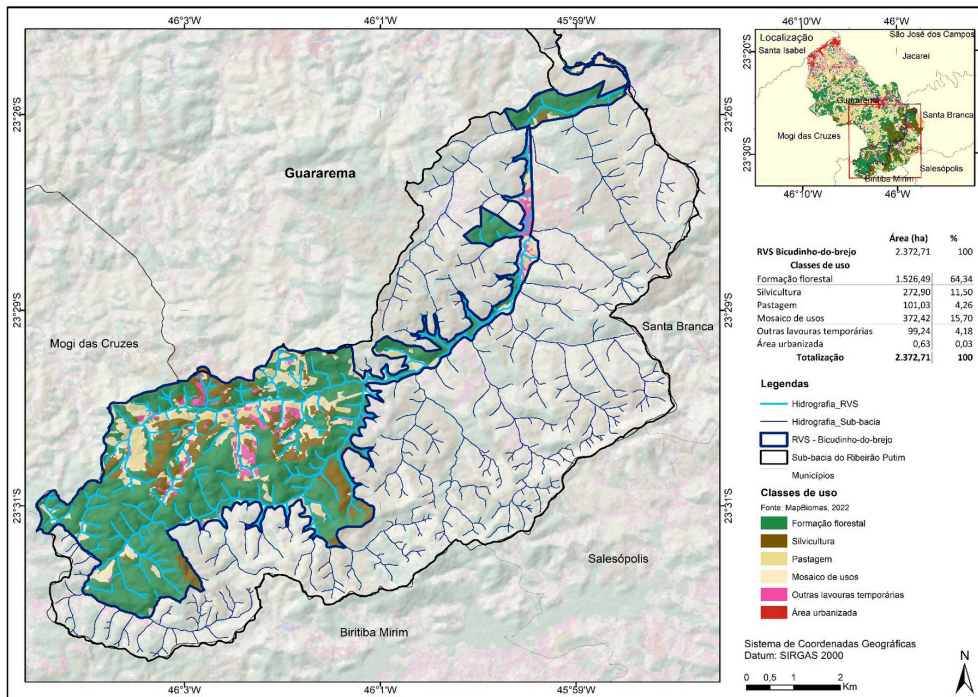 46°3'W 46°1'W 45°59'W
23°26'S
23°29'S
23°31'S
Guararema
Mogi das Cruzes
Santa Branca
Salesópolis
Biritiba Mirim
23°26'S
23°29'S
23°31'S
46°3'W 46°1'W 45°59'W
46°10'W 46°W
Localização
São José dos Campos
Santa Isabel
Jacareí
Guararema
Santa Branca
Mogi das Cruzes
Salesópolis
Biritiba Mirim
23°20'S
23°30'S
46°10'W 46°W
Área (ha) %
RVS Bicudinho-do-brejo 2.372,71 100
Classes de uso
Formação florestal 1.526,49 64,34
Silvicultura 272,90 11,50
Pastagem 101,03 4,26
Mosaico de usos 372,42 15,70
Outras lavouras temporárias 99,24 4,18
Área urbanizada 0,63 0,03
Totalização 2.372,71 100
Legendas
Hidrografia_RVS
Hidrografia_Sub-bacia
RVS - Bicudinho-do-brejo
Sub-bacia do Ribeirão Putim
Municípios
Classes de uso
Fonte: MapBiomas, 2022
Formação florestal
Silvicultura
Pastagem
Mosaico de usos
Outras lavouras temporárias
Área urbanizada
Sistema de Coordenadas Geográficas
Datum: SIRGAS 2000
0 0,5 1 2
Km
N